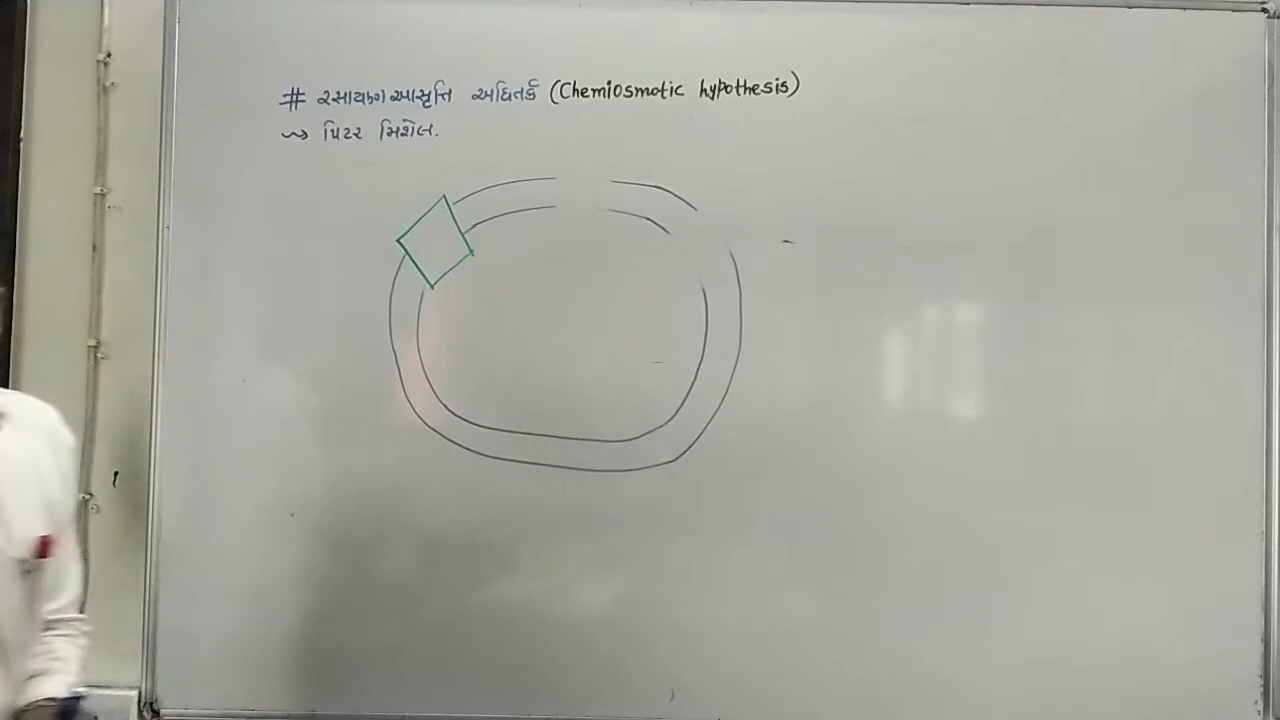 # રસાયણ આસૃતિ અધિતર્ક (Chemiosmotic hypothesis)
⇝ પિટર મિશેલ.